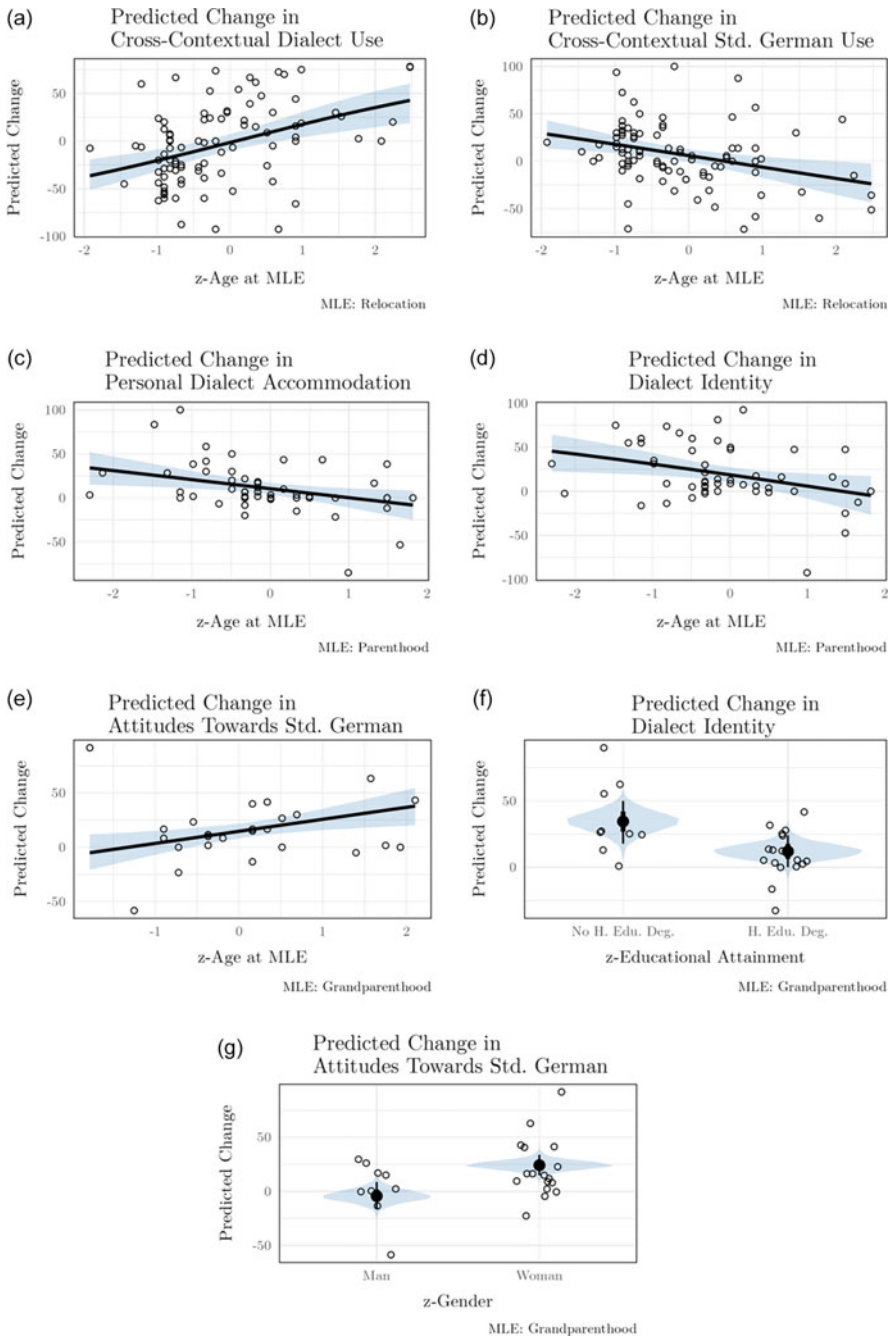 (a)
Predicted Change in
Cross-Contextual Dialect Use
Predicted Change
50
0
-50
-100
-2
-1
0
1
2
z-Age at MLE
MLE: Relocation
(b)
Predicted Change in
Cross-Contextual Std. German Use
Predicted Change
100
50
0
-50
-2
-1
0
1
2
z-Age at MLE
MLE: Relocation
(c)
Predicted Change in
Personal Dialect Accommodation
Predicted Change
100
50
0
-50
-2
-1
0
1
2
z-Age at MLE
MLE: Parenthood
(d)
Predicted Change in
Dialect Identity
Predicted Change
100
50
0
-50
-100
-2
-1
0
1
2
z-Age at MLE
MLE: Parenthood
(e)
Predicted Change in
Attitudes Towards Std. German
Predicted Change
50
0
-50
-1
0
1
2
z-Age at MLE
MLE: Grandparenthood
(f)
Predicted Change in
Dialect Identity
Predicted Change
50
0
No H. Edu. Deg.
H. Edu. Deg.
z-Educational Attainment
MLE: Grandparenthood
(g)
Predicted Change in
Attitudes Towards Std. German
Predicted Change
50
0
-50
Man
Woman
z-Gender
MLE: Grandparenthood